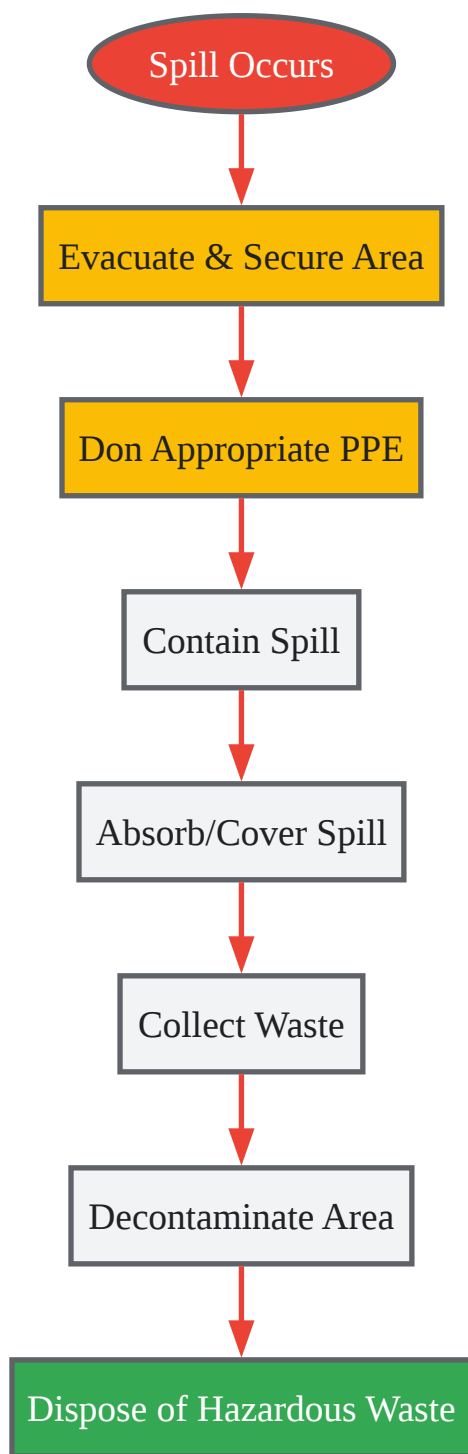 Spill Occurs
Evacuate & Secure Area
Don Appropriate PPE
Contain Spill
Absorb/Cover Spill
Collect Waste
Decontaminate Area
Dispose of Hazardous Waste